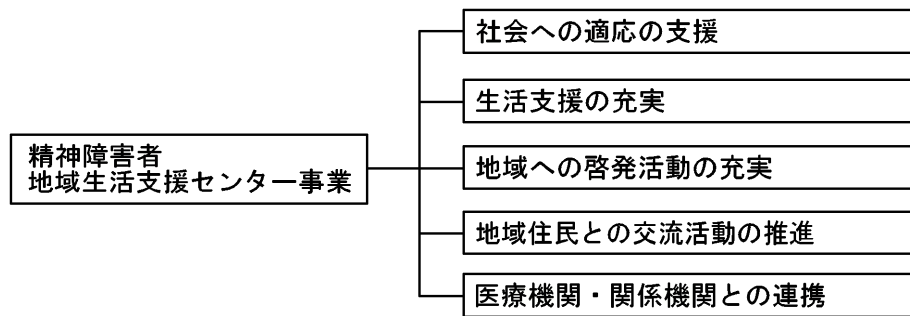 社会への適応の支援
生活支援の充実
精神障害者
地域生活支援センター事業
地域への啓発活動の充実
地域住民との交流活動の推進
医療機関・関係機関との連携